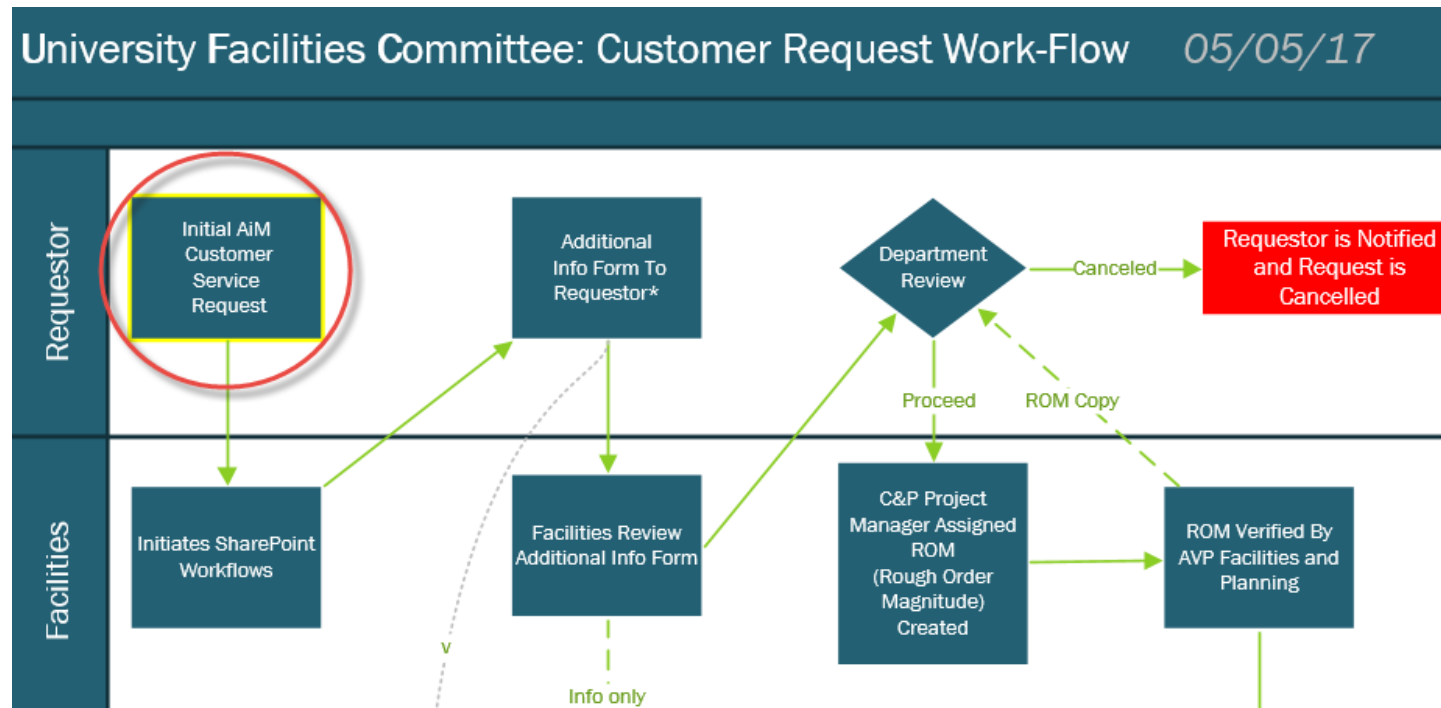 University Facilities Committee: Customer Request Work-Flow 05/05/17
Requestor
Initial AiM
Customer
Service
Request
Additional
Info Form To
Requestor*
Department
Review
Canceled
Requestor is Notified
and Request is
Cancelled
Proceed
ROM Copy
Facilities
Initiates SharePoint
Workflows
Facilities Review
Additional Info Form
C&P Project
Manager Assigned
ROM
(Rough Order
Magnitude)
Created
ROM Verified By
AVP Facilities and
Planning
v
Info only